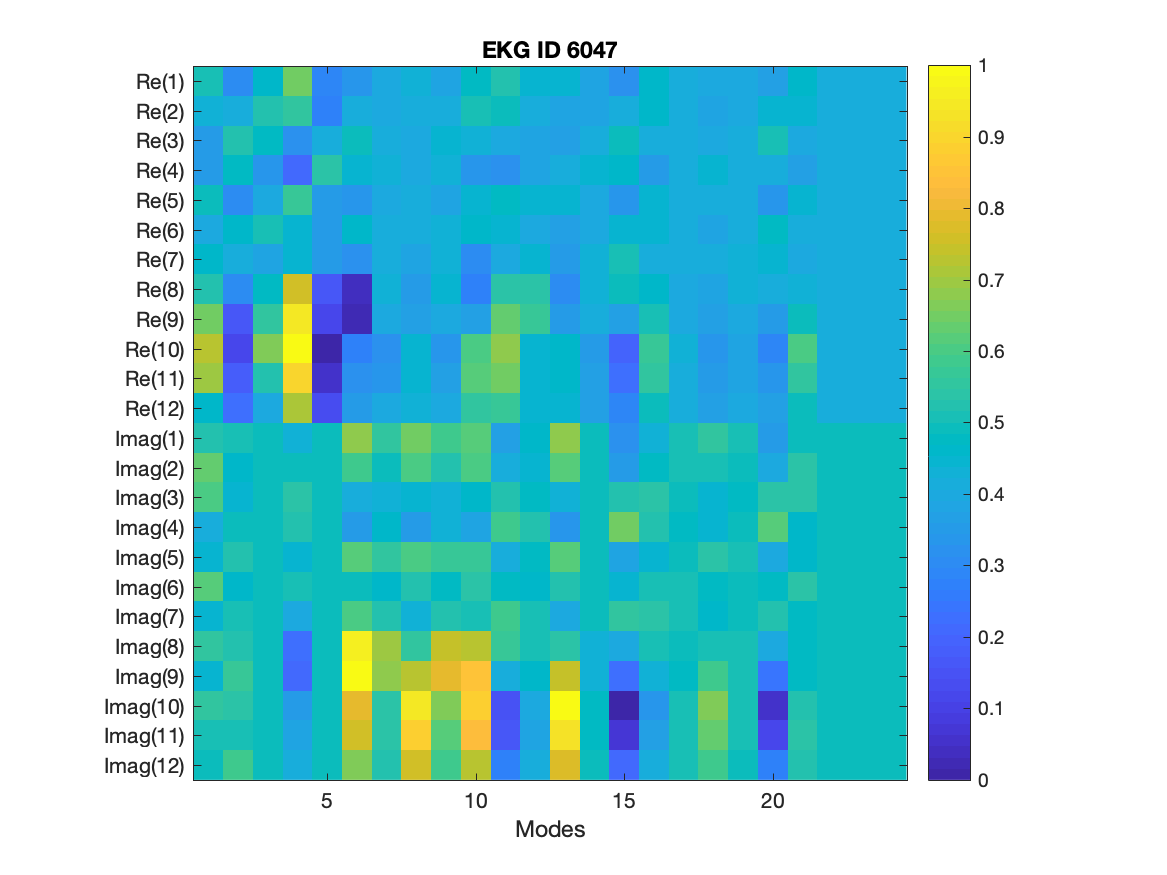 EKG ID 6047
Re(1)
Re(2)
Re(3)
Re(4)
Re(5)
Re(6)
Re(7)
Re(8)
Re(9)
Re(10)
Re(11)
Re(12)
Imag(1)
Imag(2)
Imag(3)
Imag(4)
Imag(5)
Imag(6)
Imag(7)
Imag(8)
Imag(9)
Imag(10)
Imag(11)
Imag(12)
5 10 15 20
Modes
1
0.9
0.8
0.7
0.6
0.5
0.4
0.3
0.2
0.1
0